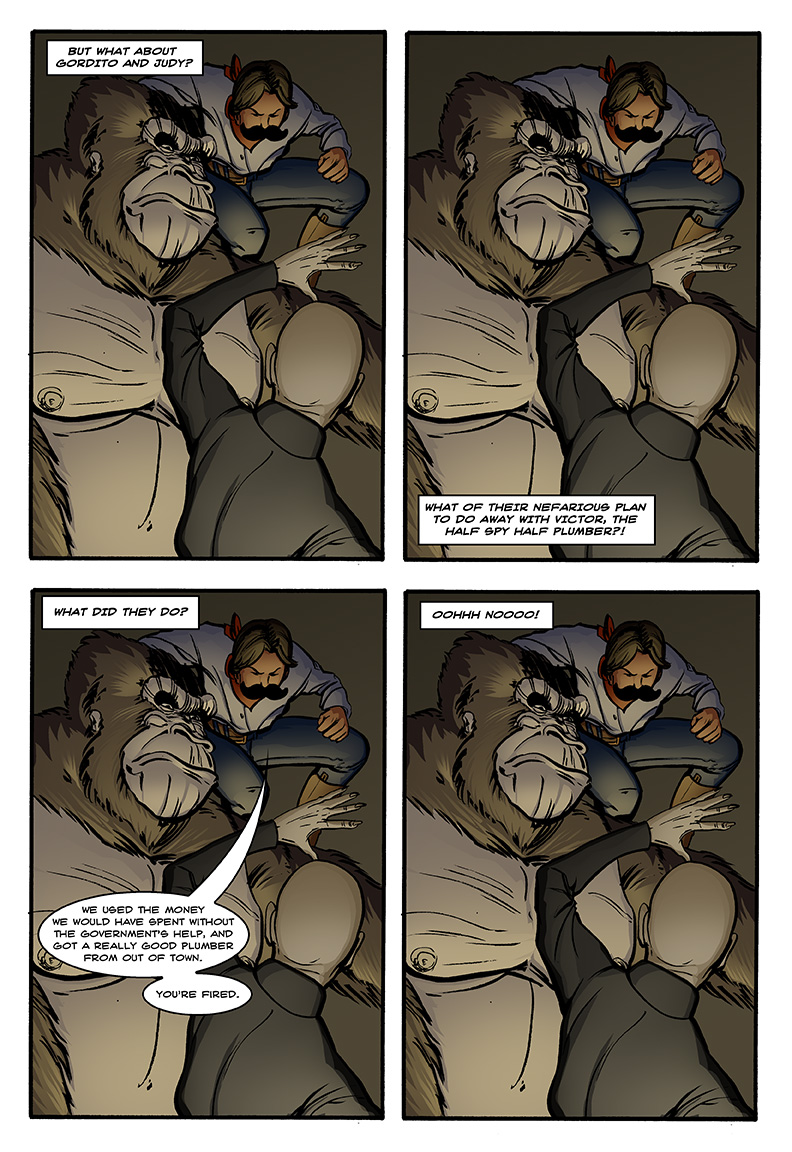 BUT WHAT ABOUT
GORDITO AND JUDY?
WHAT OF THEIR NEFARIOUS PLAN
TO DO AWAY WITH VICTOR, THE
HALF SPY HALF PLUMBER?!
WHAT DID THEY DO?
WE USED THE MONEY
WE WOULD HAVE SPENT WITHOUT
THE GOVERNMENT'S HELP, AND
GOT A REALLY GOOD PLUMBER
FROM OUT OF TOWN.
YOU'RE FIRED.
OOHHH NOOOO!